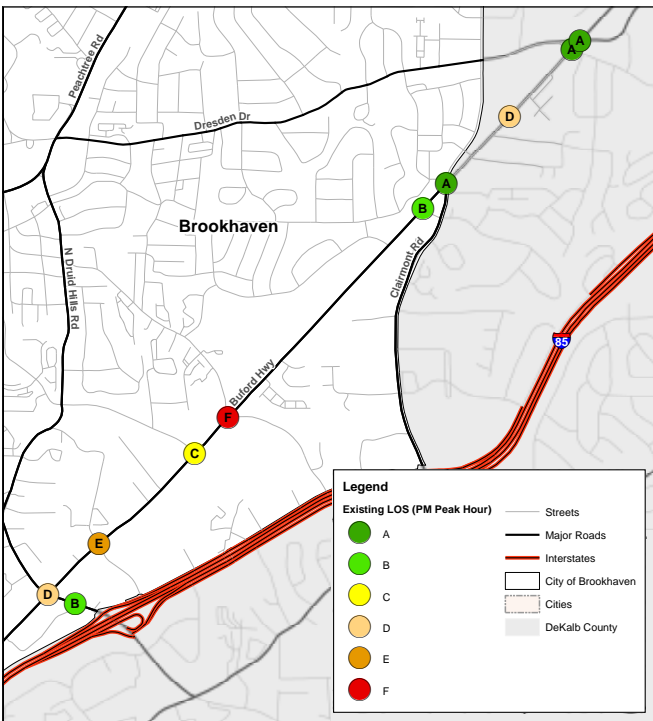 Peachtree Rd
A
A
D
Dresden Dr
A
B
Brookhaven
Clairmont Rd
N Druid Hills Rd
85
Buford Hwy
F
C
E
D
B
Legend
Existing LOS (PM Peak Hour)
A
B
C
D
E
F
Streets
Major Roads
Interstates
City of Brookhaven
Cities
DeKalb County